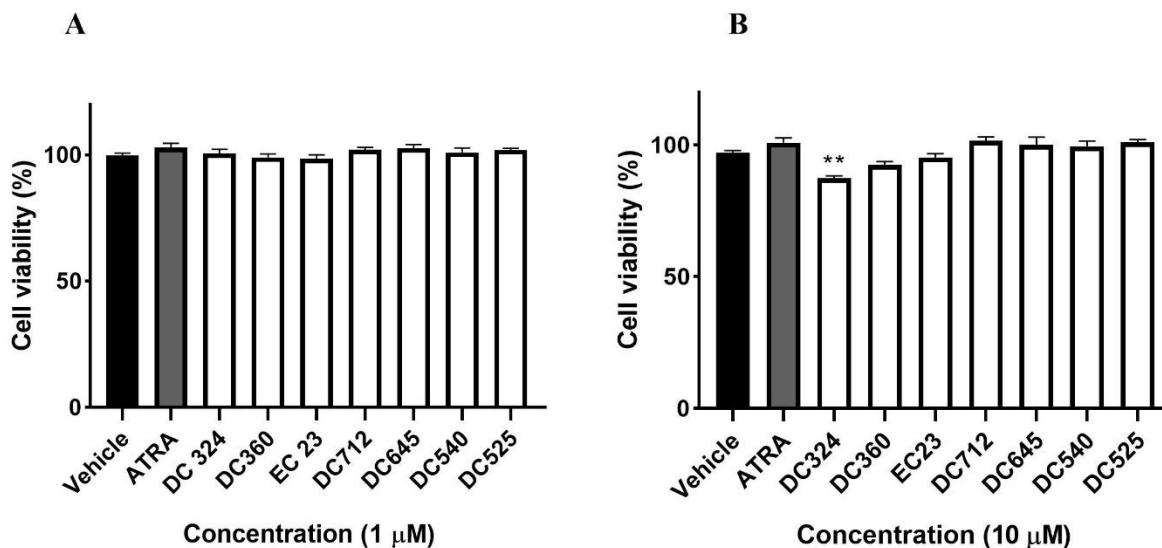 A
Cell viability (%)
100
50
0
Vehicle
ATRA
DC 324
DC360
EC 23
DC712
DC645
DC540
DC525
Concentration (1 μM)
B
Cell viability (%)
100
50
0
**
Vehicle
ATRA
DC324
DC360
EC23
DC712
DC645
DC540
DC525
Concentration (10 μM)